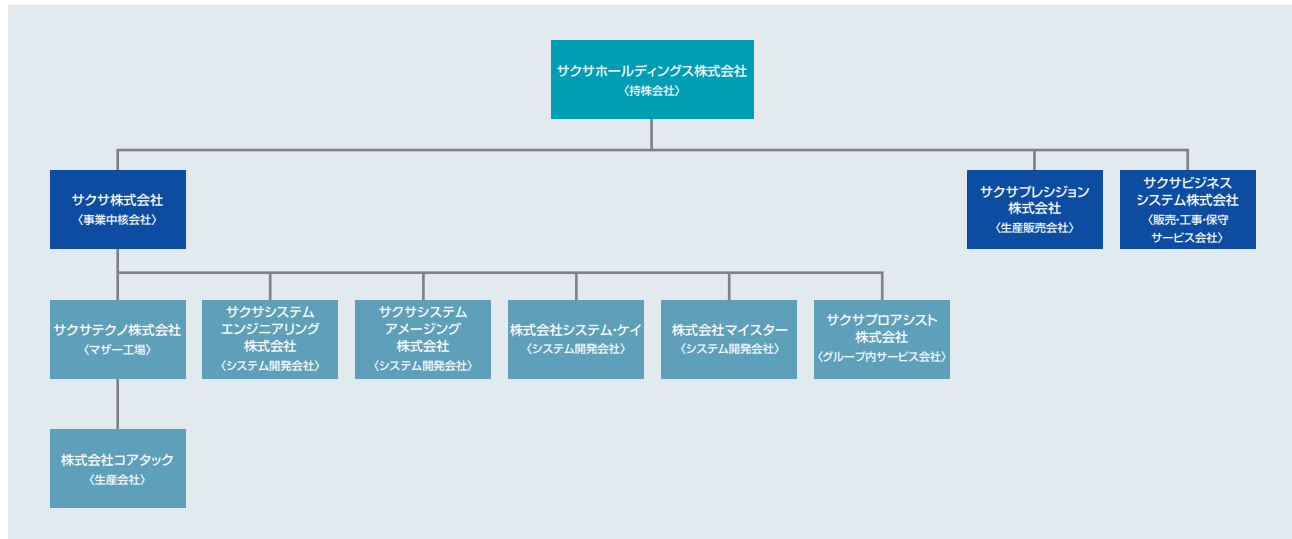 サクサホールディングス株式会社
〈持株会社〉
サクサ株式会社
〈事業中核会社〉
サクサプレシジョン
株式会社
〈生産販売会社〉
サクサビジネス
システム株式会社
〈販売・工事・保守
サービス会社〉
サクサテクノ株式会社
〈マザー工場〉
サクサシステム
エンジニアリング
株式会社
〈システム開発会社〉
サクサシステム
アメージング
株式会社
〈システム開発会社〉
株式会社システム・ケイ
〈システム開発会社〉
株式会社マイスター
〈システム開発会社〉
サクサプロアシスト
株式会社
〈グループ内サービス会社〉
株式会社コアタック
〈生産会社〉